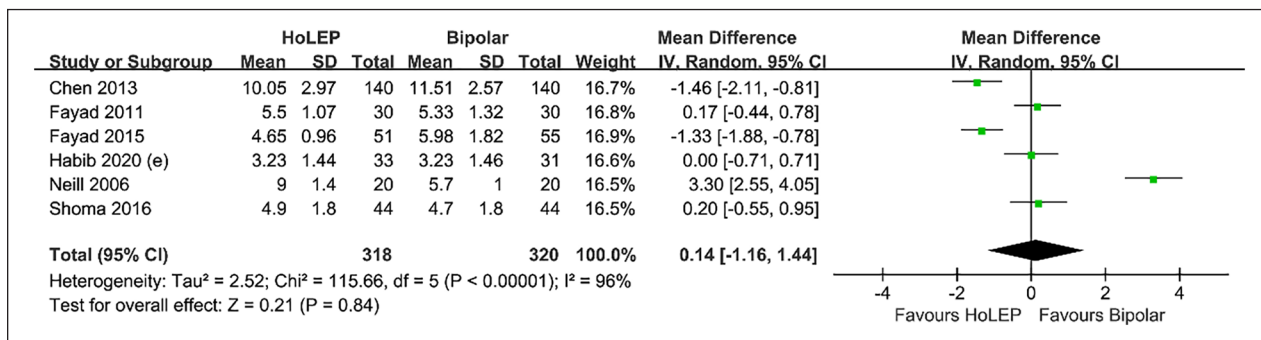 HoLEP Bipolar Mean Difference Mean Difference
Study or Subgroup Mean SD Total Mean SD Total Weight IV, Random, 95% CI IV, Random, 95% CI
Chen 2013 10.05 2.97 140 11.51 2.57 140 16.7% -1.46 [-2.11, -0.81]
Fayad 2011 5.5 1.07 30 5.33 1.32 30 16.8% 0.17 [-0.44, 0.78]
Fayad 2015 4.65 0.96 51 5.98 1.82 55 16.9% -1.33 [-1.88, -0.78]
Habib 2020 (e) 3.23 1.44 33 3.23 1.46 31 16.6% 0.00 [-0.71, 0.71]
Neill 2006 9 1.4 20 5.7 1 20 16.5% 3.30 [2.55, 4.05]
Shoma 2016 4.9 1.8 44 4.7 1.8 44 16.5% 0.20 [-0.55, 0.95]
Total (95% CI) 318 320 100.0% 0.14 [-1.16, 1.44]
Heterogeneity: Tau² = 2.52; Chi² = 115.66, df = 5 (P < 0.00001); I² = 96%
Test for overall effect: Z = 0.21 (P = 0.84)
-4 -2 0 2 4
Favours HoLEP Favours Bipolar